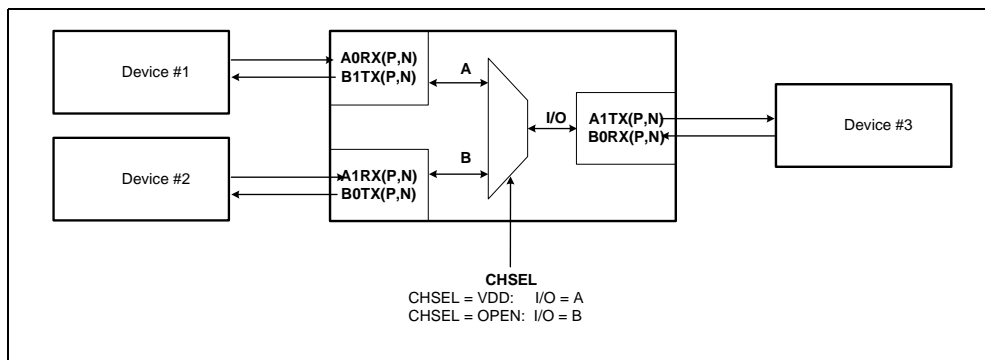 Device #1
A0RX(P,N)
B1TX(P,N)
A
Device #2
A1RX(P,N)
B0TX(P,N)
B
I/O
A1TX(P,N)
B0RX(P,N)
Device #3
CHSEL
CHSEL = VDD: I/O = A
CHSEL = OPEN: I/O = B